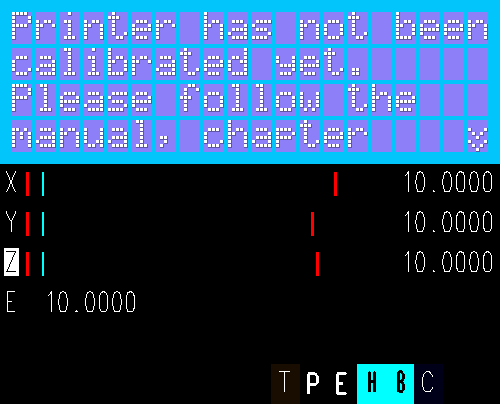 Printer has not been
calibrated yet.
Please follow the
manual, chapter
X 10.0000
Y 10.0000
Z 10.0000
E 10.0000
T P E H B C